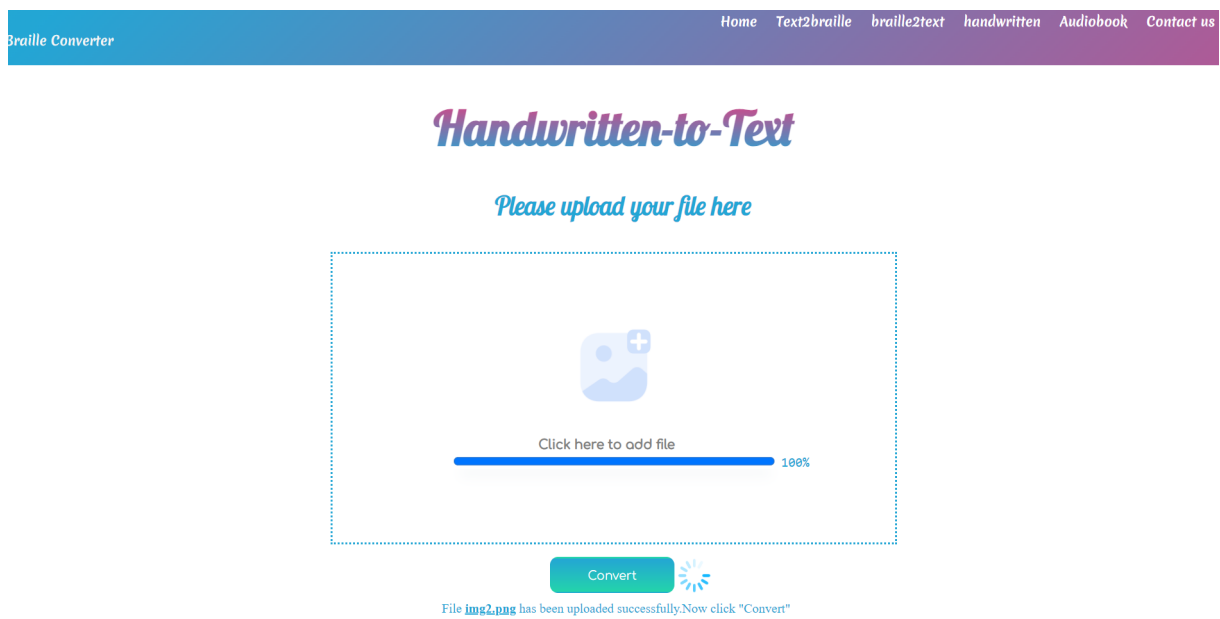 Home Text2braille braille2text handwritten Audiobook Contact us
Braille Converter
Handwritten-to-Text
Please upload your file here
Click here to add file
100%
Convert
File img2.png has been uploaded successfully.Now click "Convert"